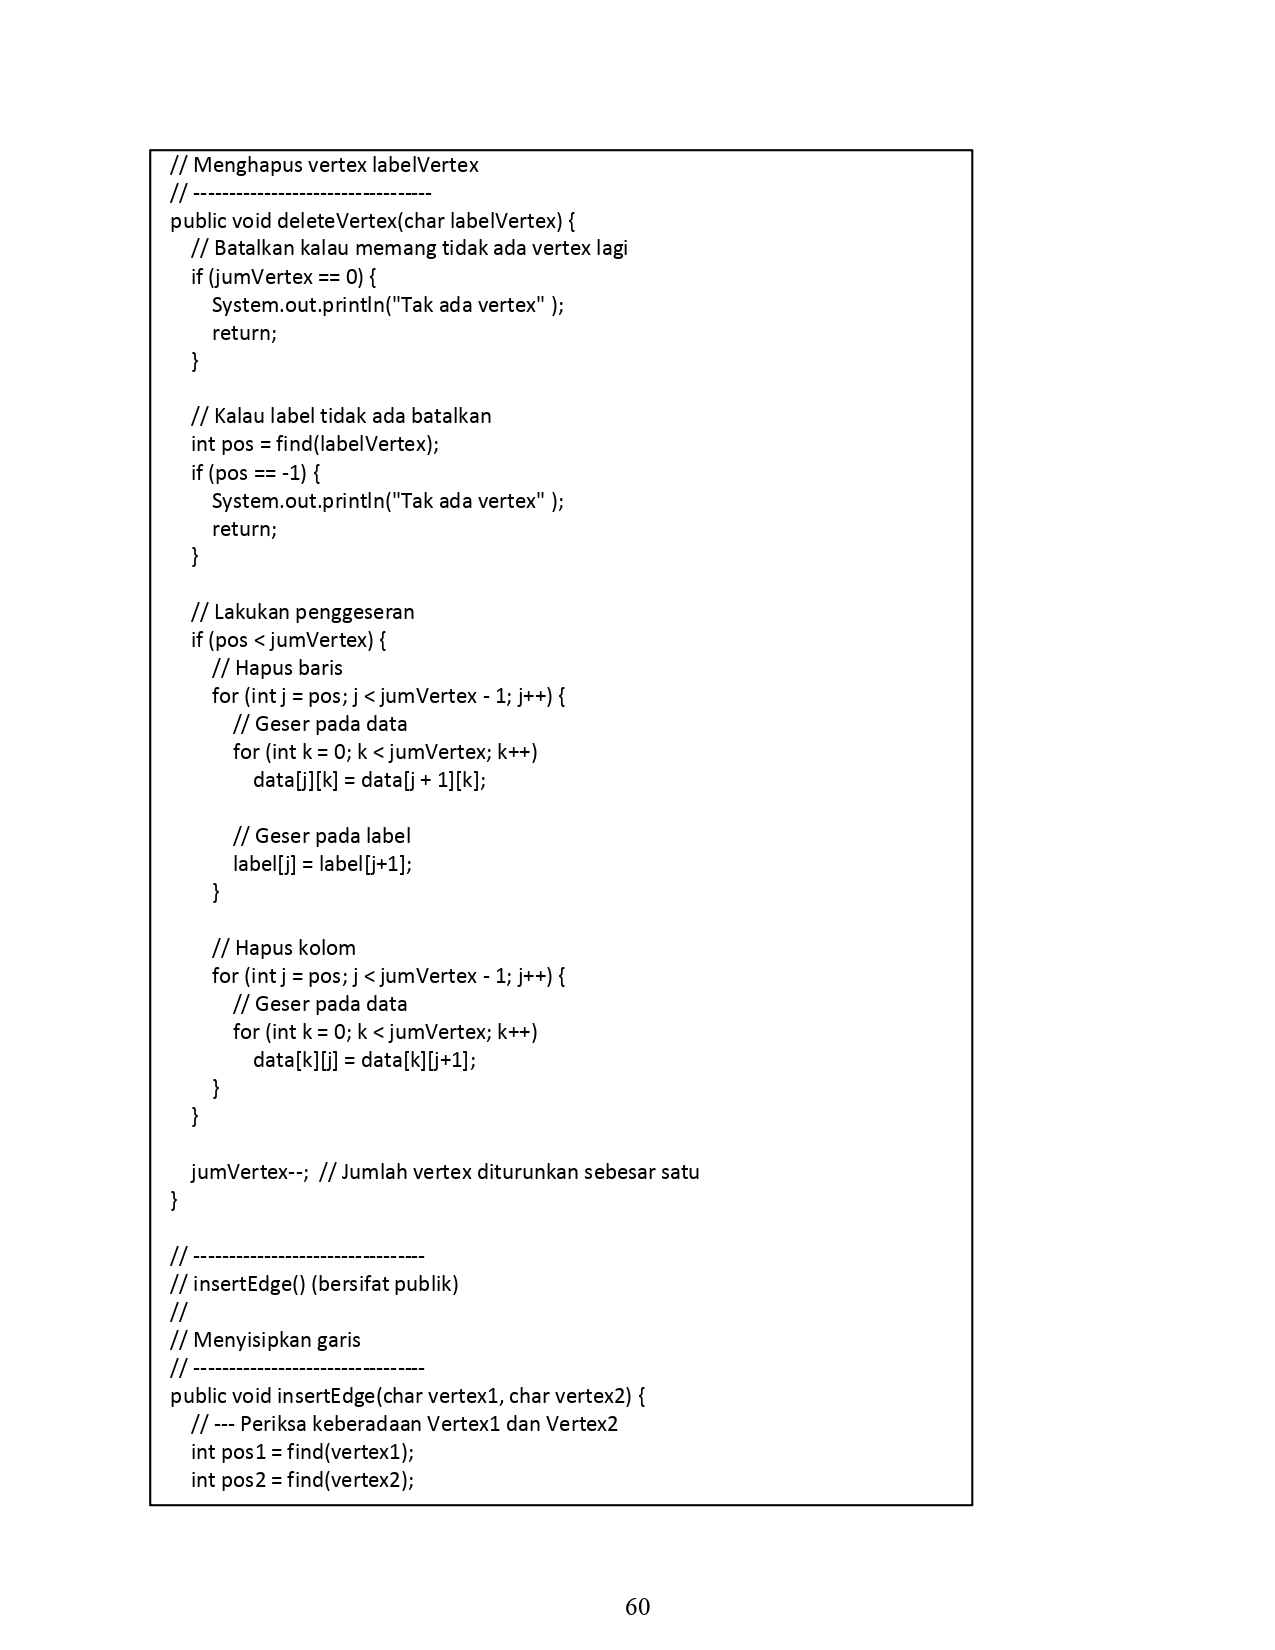 // Menghapus vertex labelVertex
// ---------------------------------
public void deleteVertex(char labelVertex) {
// Batalkan kalau memang tidak ada vertex lagi
if (jumVertex == 0) {
System.out.println("Tak ada vertex" );
return;
}
// Kalau label tidak ada batalkan
int pos = find(labelVertex);
if (pos == -1) {
System.out.println("Tak ada vertex" );
return;
}
// Lakukan penggeseran
if (pos < jumVertex) {
// Hapus baris
for (int j = pos; j < jumVertex - 1; j++) {
// Geser pada data
for (int k = 0; k < jumVertex; k++)
data[j][k] = data[j + 1][k];
// Geser pada label
label[j] = label[j+1];
}
// Hapus kolom
for (int j = pos; j < jumVertex - 1; j++) {
// Geser pada data
for (int k = 0; k < jumVertex; k++)
data[k][j] = data[k][j+1];
}
}
jumVertex--;  // Jumlah vertex diturunkan sebesar satu
}
// --------------------------------
// insertEdge() (bersifat publik)
//
// Menyisipkan garis
// --------------------------------
public void insertEdge(char vertex1, char vertex2) {
// --- Periksa keberadaan Vertex1 dan Vertex2
int pos1 = find(vertex1);
int pos2 = find(vertex2);
60